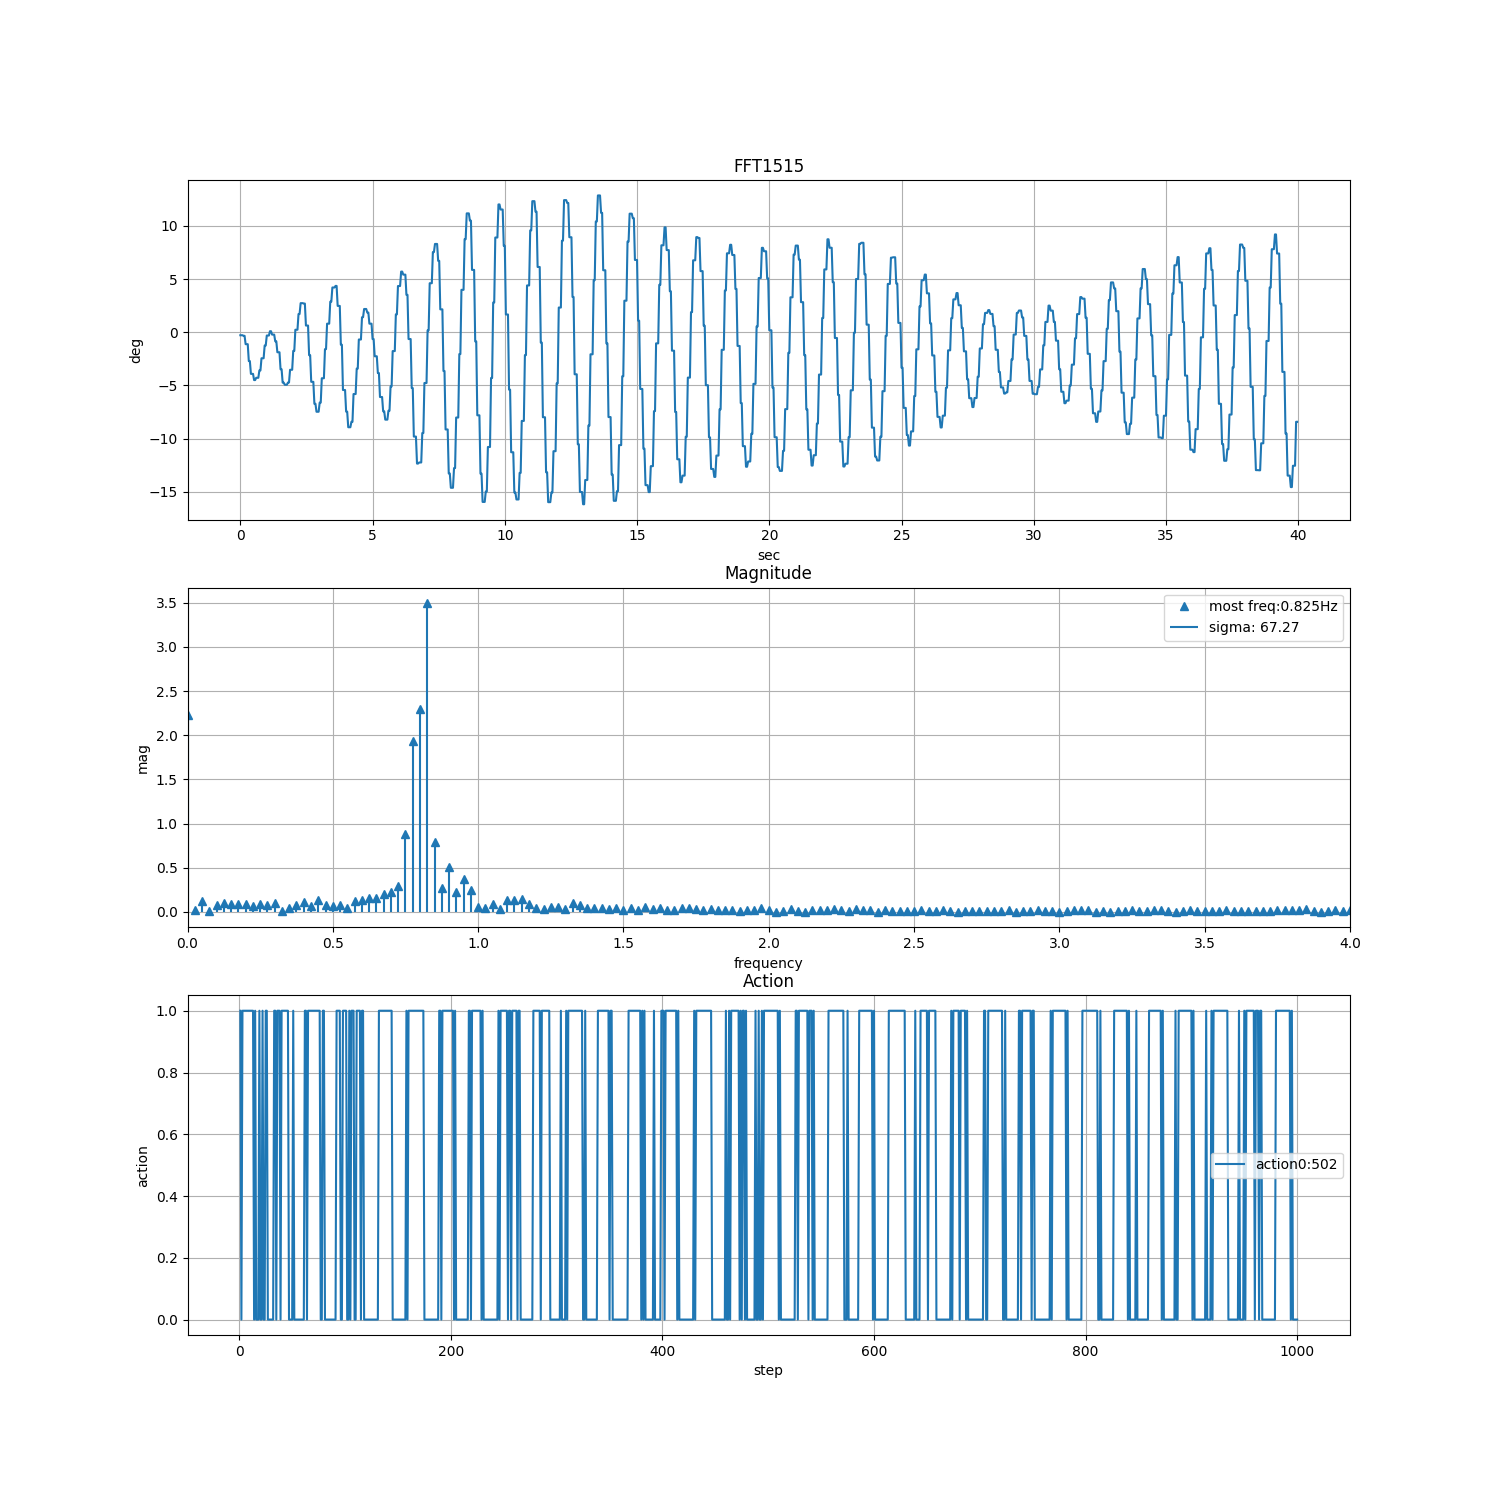 FFT1515
10
5
0
−5
−10
−15
deg
0 5 10 15 20 25 30 35 40
sec
Magnitude
3.5
3.0
2.5
2.0
1.5
1.0
0.5
0.0
mag
most freq:0.825Hz
sigma: 67.27
0.0 0.5 1.0 1.5 2.0 2.5 3.0 3.5 4.0
frequency
Action
1.0
0.8
0.6
0.4
0.2
0.0
action
action0:502
0 200 400 600 800 1000
step